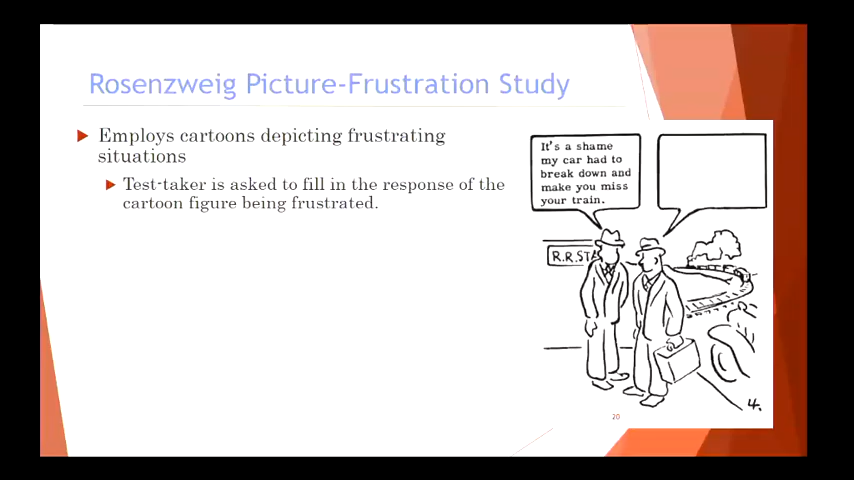 Rosenzweig Picture-Frustration Study
Employs cartoons depicting frustrating
situations
Test-taker is asked to fill in the response of the
cartoon figure being frustrated.
It's a shame
my car had to
break down and
make you miss
your train.
R.R.STA
4.
20